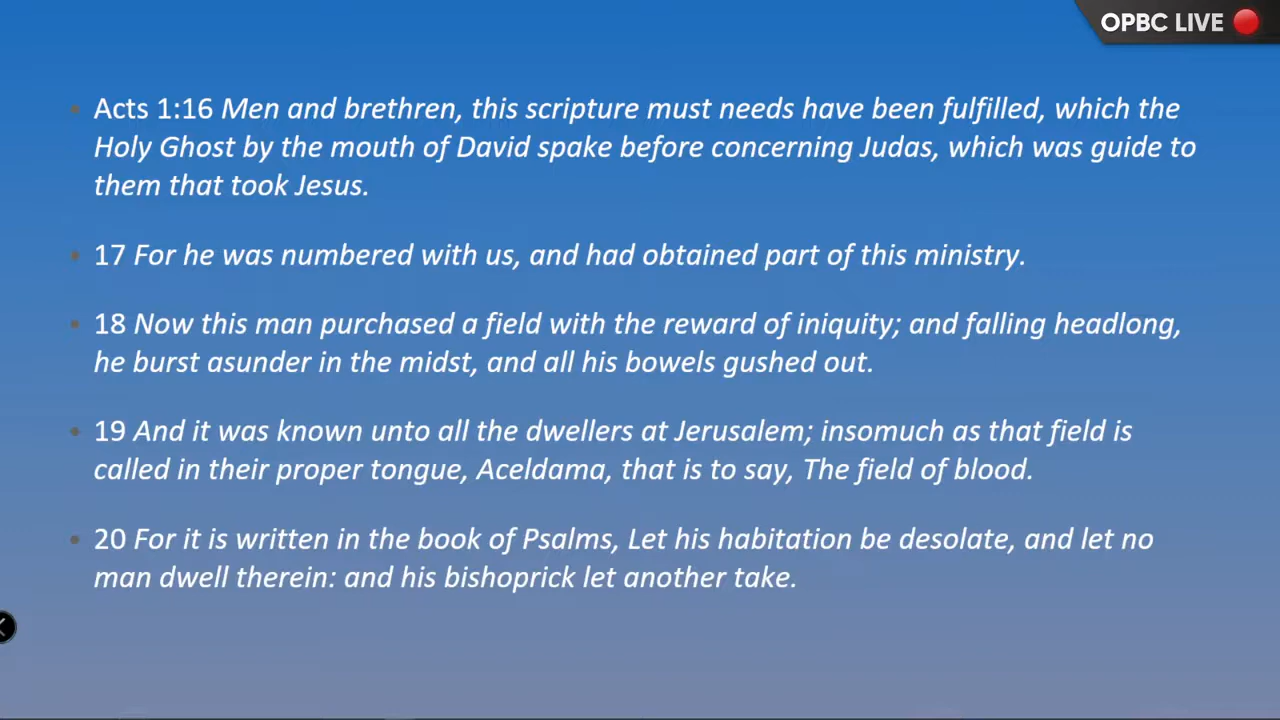 OPBC LIVE
• Acts 1:16 Men and brethren, this scripture must needs have been fulfilled, which the
Holy Ghost by the mouth of David spake before concerning Judas, which was guide to
them that took Jesus.
• 17 For he was numbered with us, and had obtained part of this ministry.
• 18 Now this man purchased a field with the reward of iniquity; and falling headlong,
he burst asunder in the midst, and all his bowels gushed out.
• 19 And it was known unto all the dwellers at Jerusalem; insomuch as that field is
called in their proper tongue, Aceldama, that is to say, The field of blood.
• 20 For it is written in the book of Psalms, Let his habitation be desolate, and let no
man dwell therein: and his bishoprick let another take.